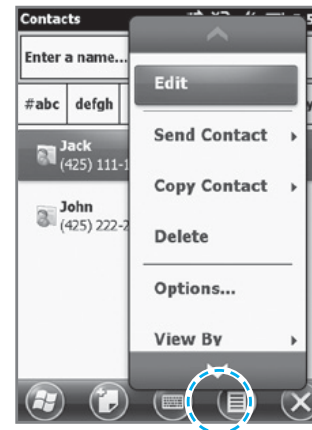 Contacts
Enter a name...
#abc defgh
Edit
Jack
(425) 111-1
Send Contact
Copy Contact
John
(425) 222-2
Delete
Options...
View By